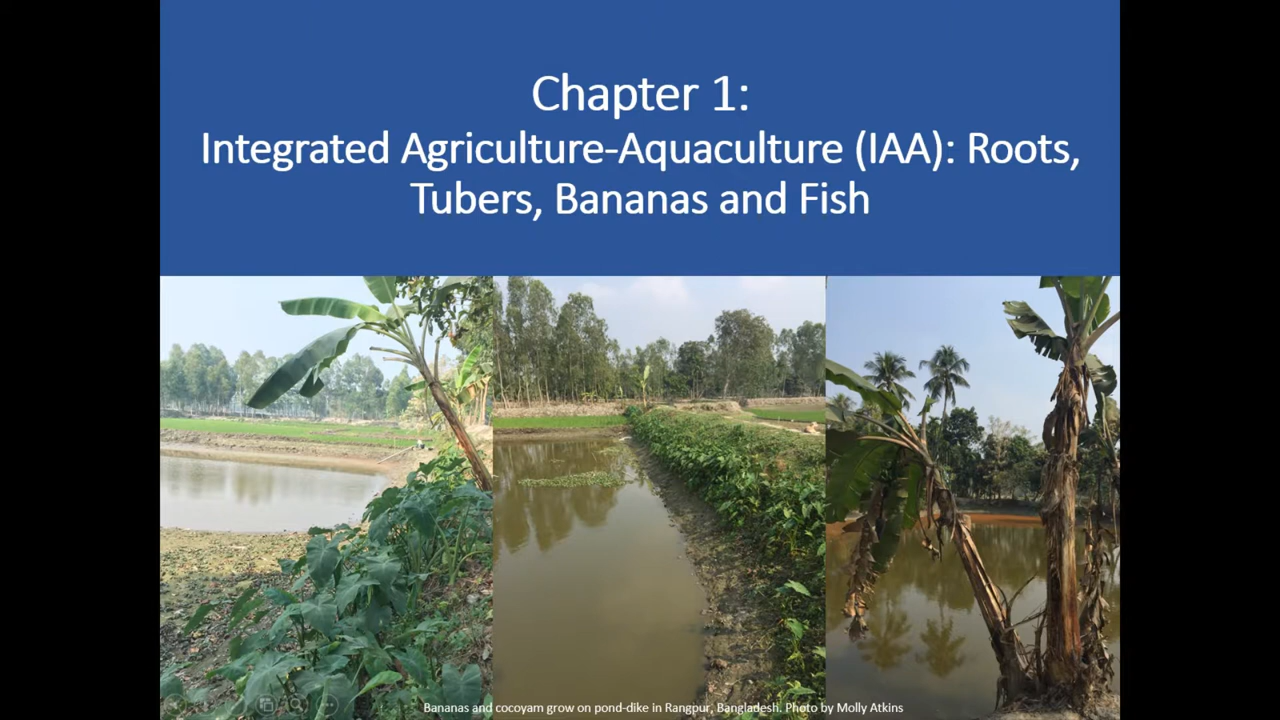 Chapter 1:
Integrated Agriculture-Aquaculture (IAA): Roots,
Tubers, Bananas and Fish
Bananas and cocoyam grow on pond-dike in Rangpur, Bangladesh. Photo by Molly Atkins